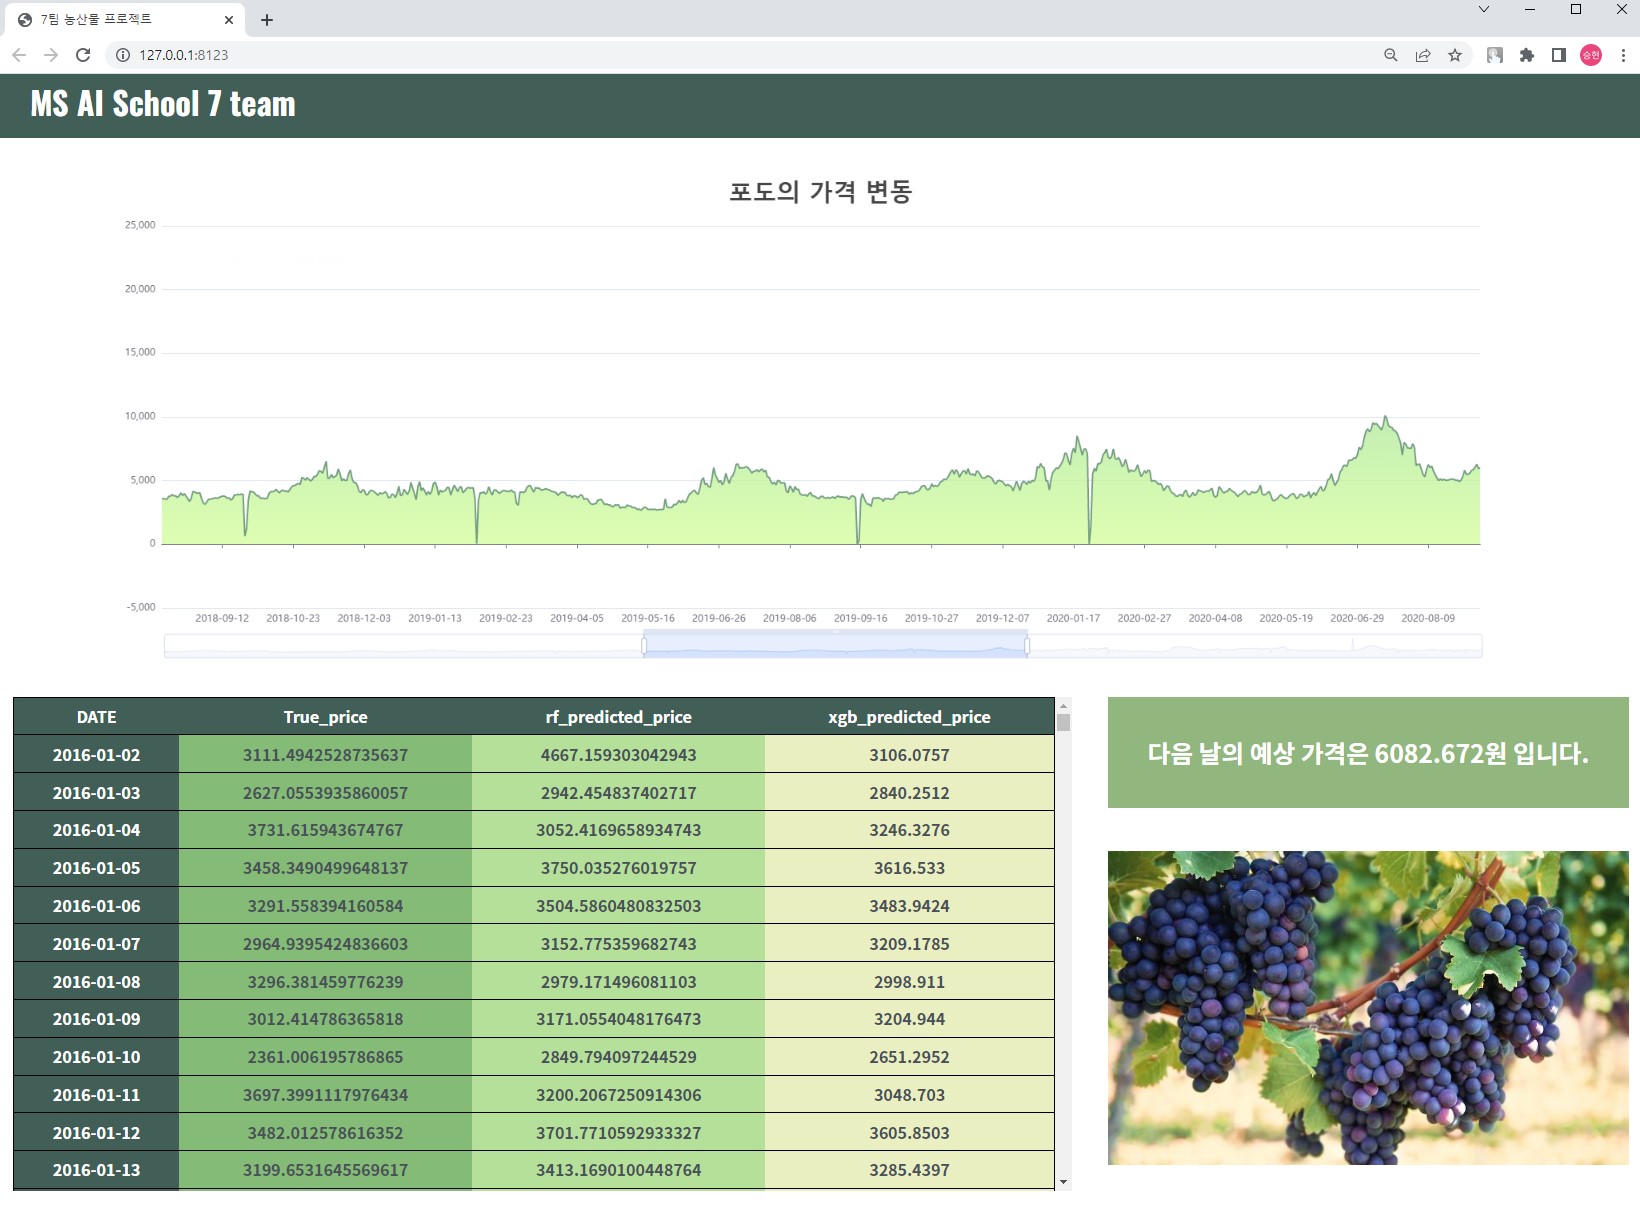 7팀 농산물 프로젝트
127.0.0.1:8123
승현
MS AI School 7 team
포도의 가격 변동
25,000
20,000
15,000
10,000
5,000
0
-5,000
2018-09-12 2018-10-23 2018-12-03 2019-01-13 2019-02-23 2019-04-05 2019-05-16 2019-06-26 2019-08-06 2019-09-16 2019-10-27 2019-12-07 2020-01-17 2020-02-27 2020-04-08 2020-05-19 2020-06-29 2020-08-09
DATE True_price rf_predicted_price xgb_predicted_price
2016-01-02 3111.4942528735637 4667.159303042943 3106.0757
2016-01-03 2627.0553935860057 2942.454837402717 2840.2512
2016-01-04 3731.615943674767 3052.4169658934743 3246.3276
2016-01-05 3458.3490499648137 3750.035276019757 3616.533
2016-01-06 3291.558394160584 3504.5860480832503 3483.9424
2016-01-07 2964.9395424836603 3152.775359682743 3209.1785
2016-01-08 3296.381459776239 2979.171496081103 2998.911
2016-01-09 3012.414786365818 3171.0554048176473 3204.944
2016-01-10 2361.006195786865 2849.794097244529 2651.2952
2016-01-11 3697.3991117976434 3200.2067250914306 3048.703
2016-01-12 3482.012578616352 3701.7710592933327 3605.8503
2016-01-13 3199.6531645569617 3413.1690100448764 3285.4397
다음 날의 예상 가격은 6082.672원 입니다.